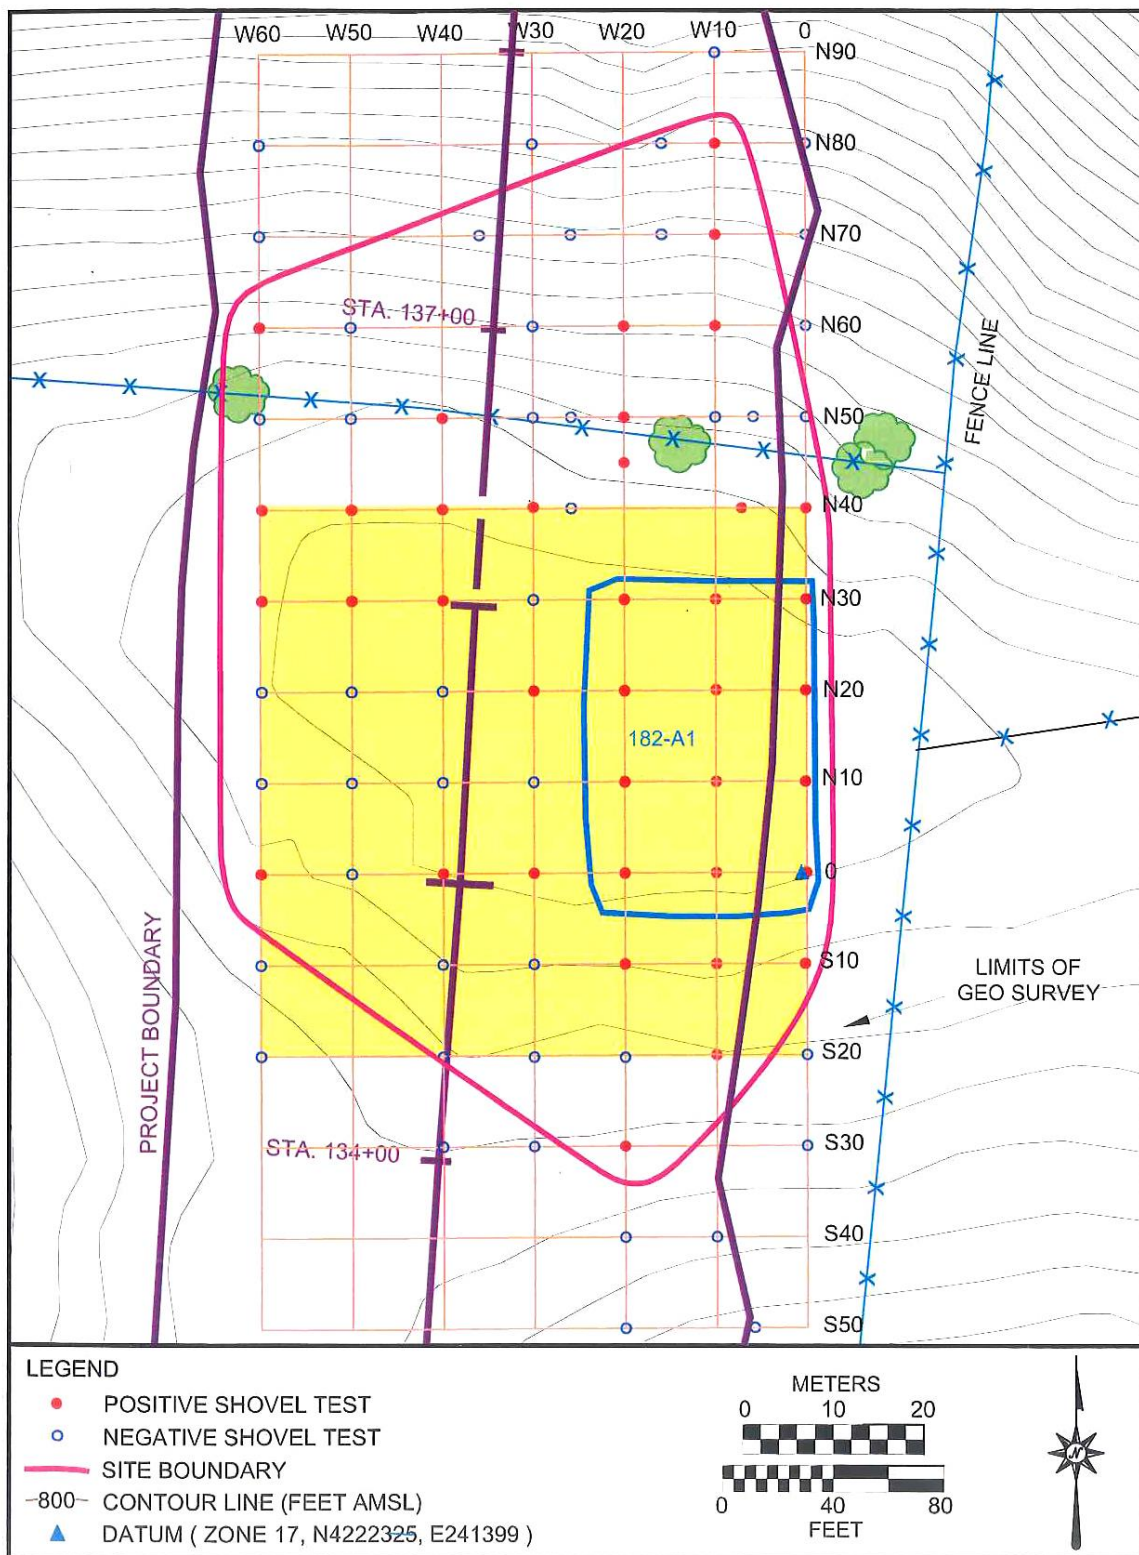 W60 W50 W40 W30 W20 W10 0
N90
N80
N70
STA. 137+00
N60
FENCE LINE
N50
N40
N30
N20
182-A1
N10
0
PROJECT BOUNDARY
S10
LIMITS OF
GEO SURVEY
S20
STA. 134+00
S30
S40
S50
LEGEND
POSITIVE SHOVEL TEST
NEGATIVE SHOVEL TEST
SITE BOUNDARY
-800- CONTOUR LINE (FEET AMSL)
DATUM ( ZONE 17, N4222325, E241399 )
METERS
0 10 20
0 40 80
FEET
N